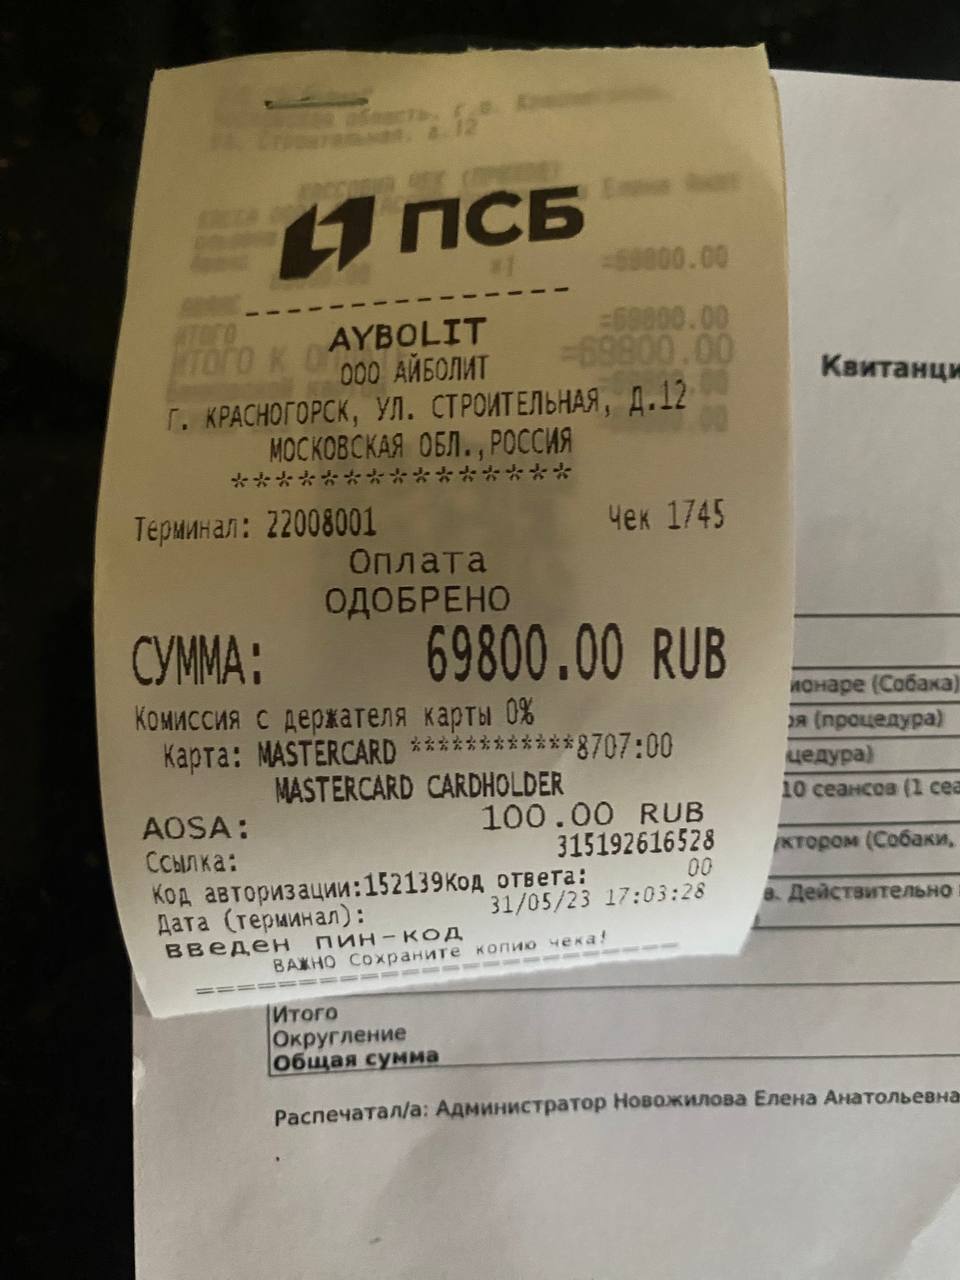 ПСБ
AYBOLIT
ООО АЙБОЛИТ
Г. КРАСНОГОРСК, УЛ. СТРОИТЕЛЬНАЯ, Д.12
МОСКОВСКАЯ ОБЛ.,РОССИЯ
***************
Терминал: 22008001 Чек 1745
Оплата
ОДОБРЕНО
СУММА: 69800.00 RUB
Комиссия с держателя карты 0%
Карта: MASTERCARD ************8707:00
MASTERCARD CARDHOLDER
AOSA: 100.00 RUB
Ссылка: 315192616528
Код авторизации:152139Код ответа: 00
Дата (терминал): 31/05/23 17:03:28
ВВЕДЕН ПИН-КОД
ВАЖНО Сохраните копию чека!
Квитанци
ионаре (Собака)
ря (процедура)
цедура)
10 сеансов (1 сеа
уктором (Собаки,
в. Действительно
Итого
Округление
Общая сумма
Распечатал/а: Администратор Новожилова Елена Анатольевна